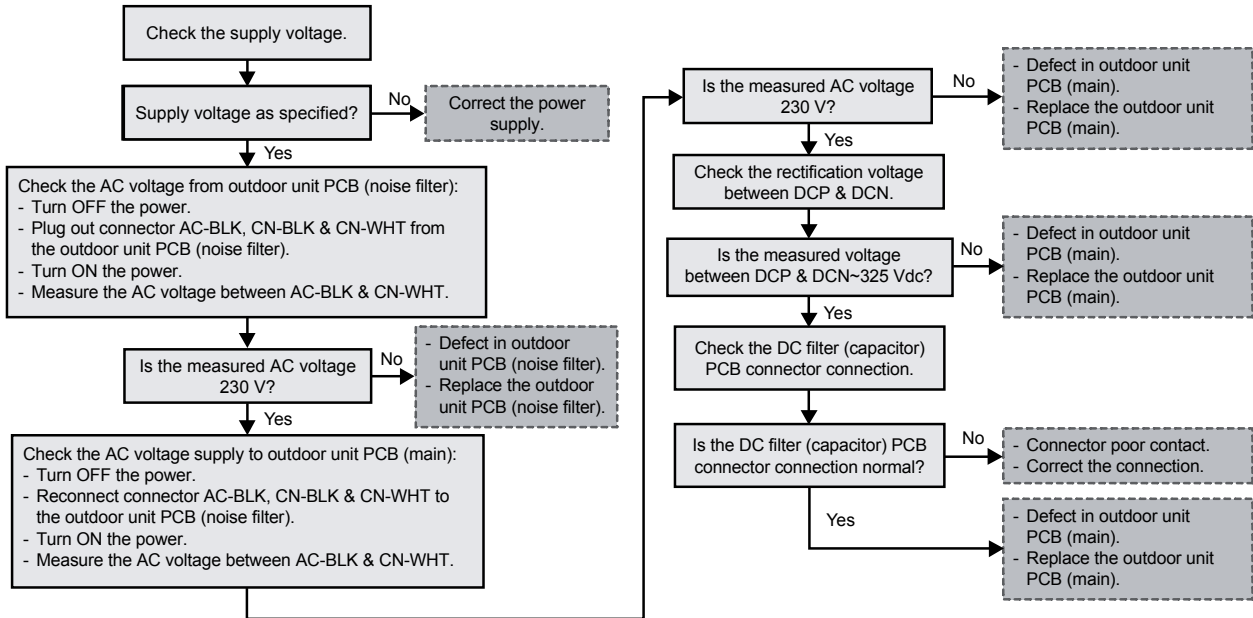 Check the supply voltage.
Supply voltage as specified?
No
Correct the power
supply.
Yes
Check the AC voltage from outdoor unit PCB (noise filter):
- Turn OFF the power.
- Plug out connector AC-BLK, CN-BLK & CN-WHT from
the outdoor unit PCB (noise filter).
- Turn ON the power.
- Measure the AC voltage between AC-BLK & CN-WHT.
Is the measured AC voltage
230 V?
No
- Defect in outdoor
unit PCB (noise filter).
- Replace the outdoor
unit PCB (noise filter).
Yes
Check the AC voltage supply to outdoor unit PCB (main):
- Turn OFF the power.
- Reconnect connector AC-BLK, CN-BLK & CN-WHT to
the outdoor unit PCB (noise filter).
- Turn ON the power.
- Measure the AC voltage between AC-BLK & CN-WHT.
Is the measured AC voltage
230 V?
No
- Defect in outdoor unit
PCB (main).
- Replace the outdoor unit
PCB (main).
Yes
Check the rectification voltage
between DCP & DCN.
Is the measured voltage
between DCP & DCN~325 Vdc?
No
- Defect in outdoor unit
PCB (main).
- Replace the outdoor unit
PCB (main).
Yes
Check the DC filter (capacitor)
PCB connector connection.
Is the DC filter (capacitor) PCB
connector connection normal?
No
- Connector poor contact.
- Correct the connection.
Yes
- Defect in outdoor unit
PCB (main).
- Replace the outdoor unit
PCB (main).